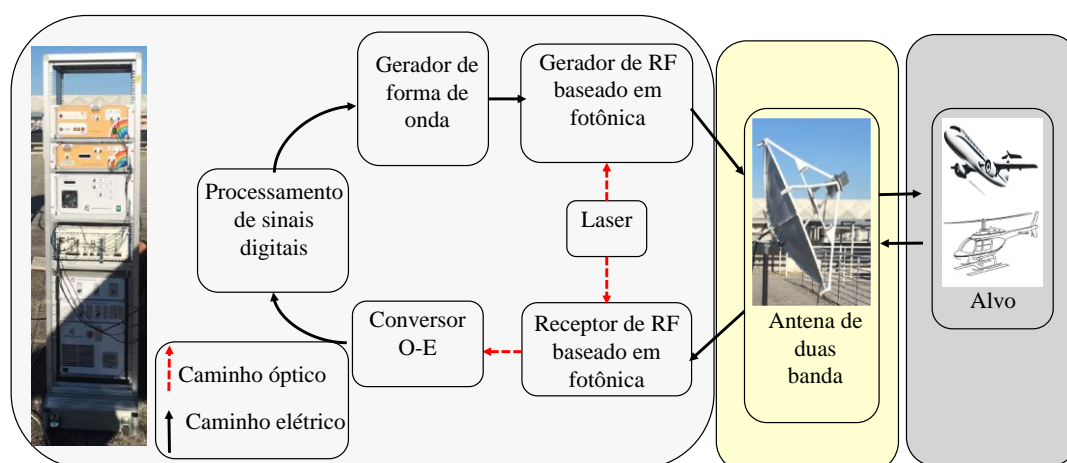 Gerador de
forma de
onda
Gerador de RF
baseado em
fotônica
Processamento
de sinais
digitais
Laser
Conversor
O-E
Receptor de RF
baseado em
fotônica
Antena de
duas
banda
Alvo
Caminho óptico
Caminho elétrico